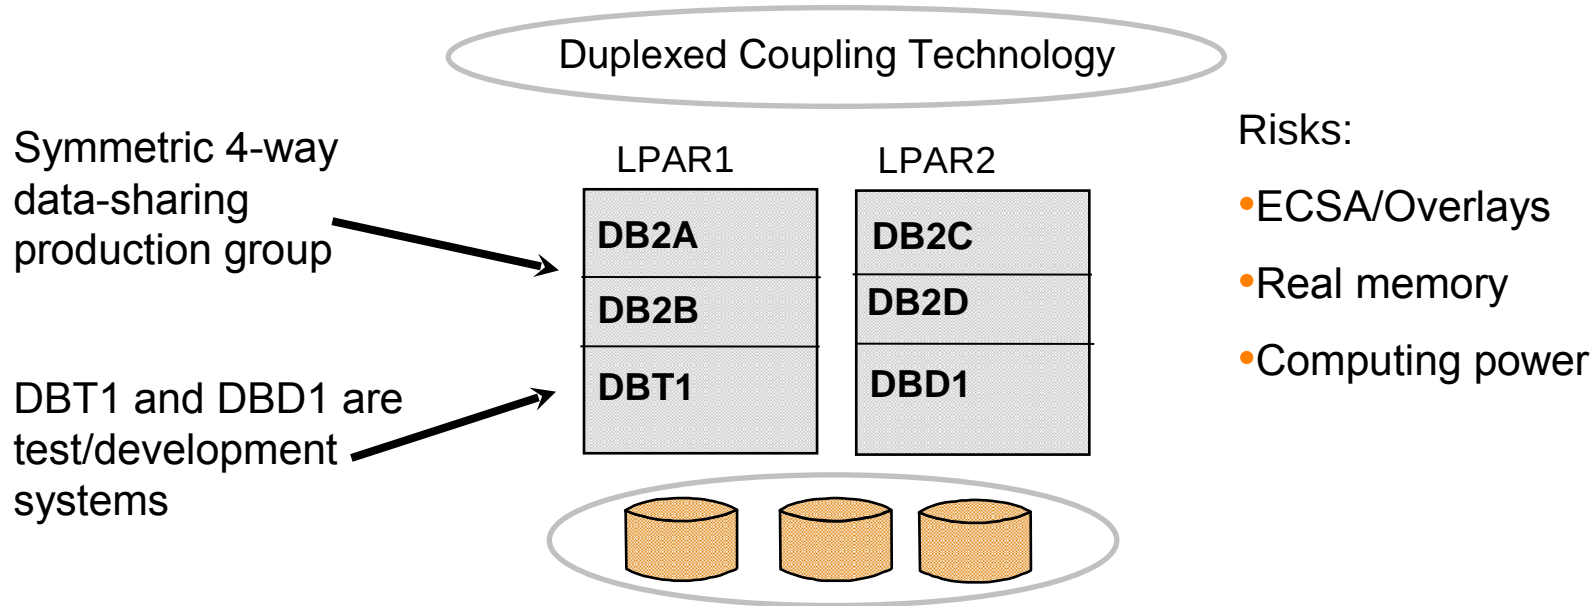 Duplexed Coupling Technology
Symmetric 4-way
data-sharing
production group
DBT1 and DBD1 are
test/development
systems
LPAR1
DB2A
DB2B
DBT1
LPAR2
DB2C
DB2D
DBD1
Risks:
•ECSA/Overlays
•Real memory
•Computing power